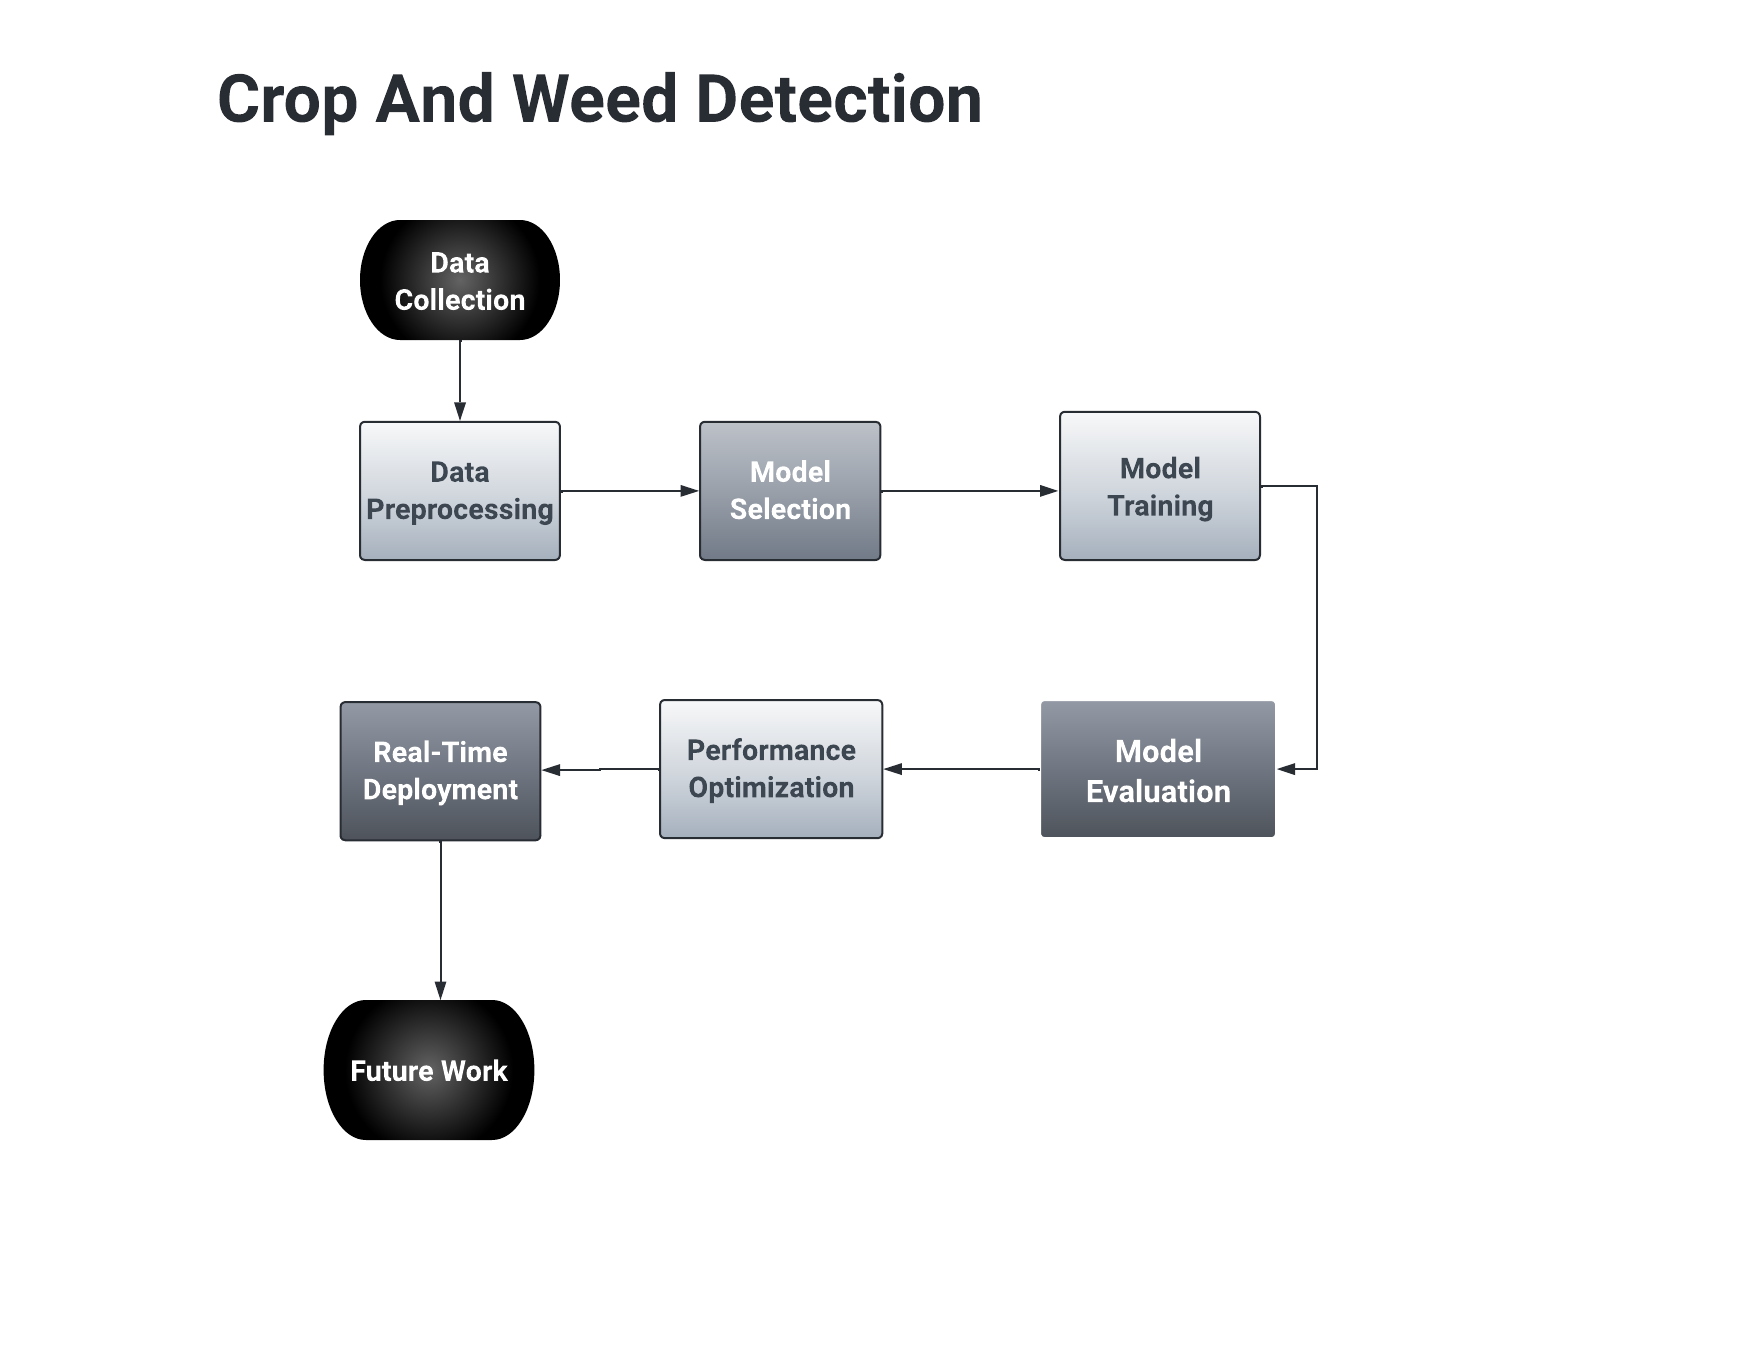 Crop And Weed Detection
Data
Collection
Data
Preprocessing
Model
Selection
Model
Training
Real-Time
Deployment
Performance
Optimization
Model
Evaluation
Future Work